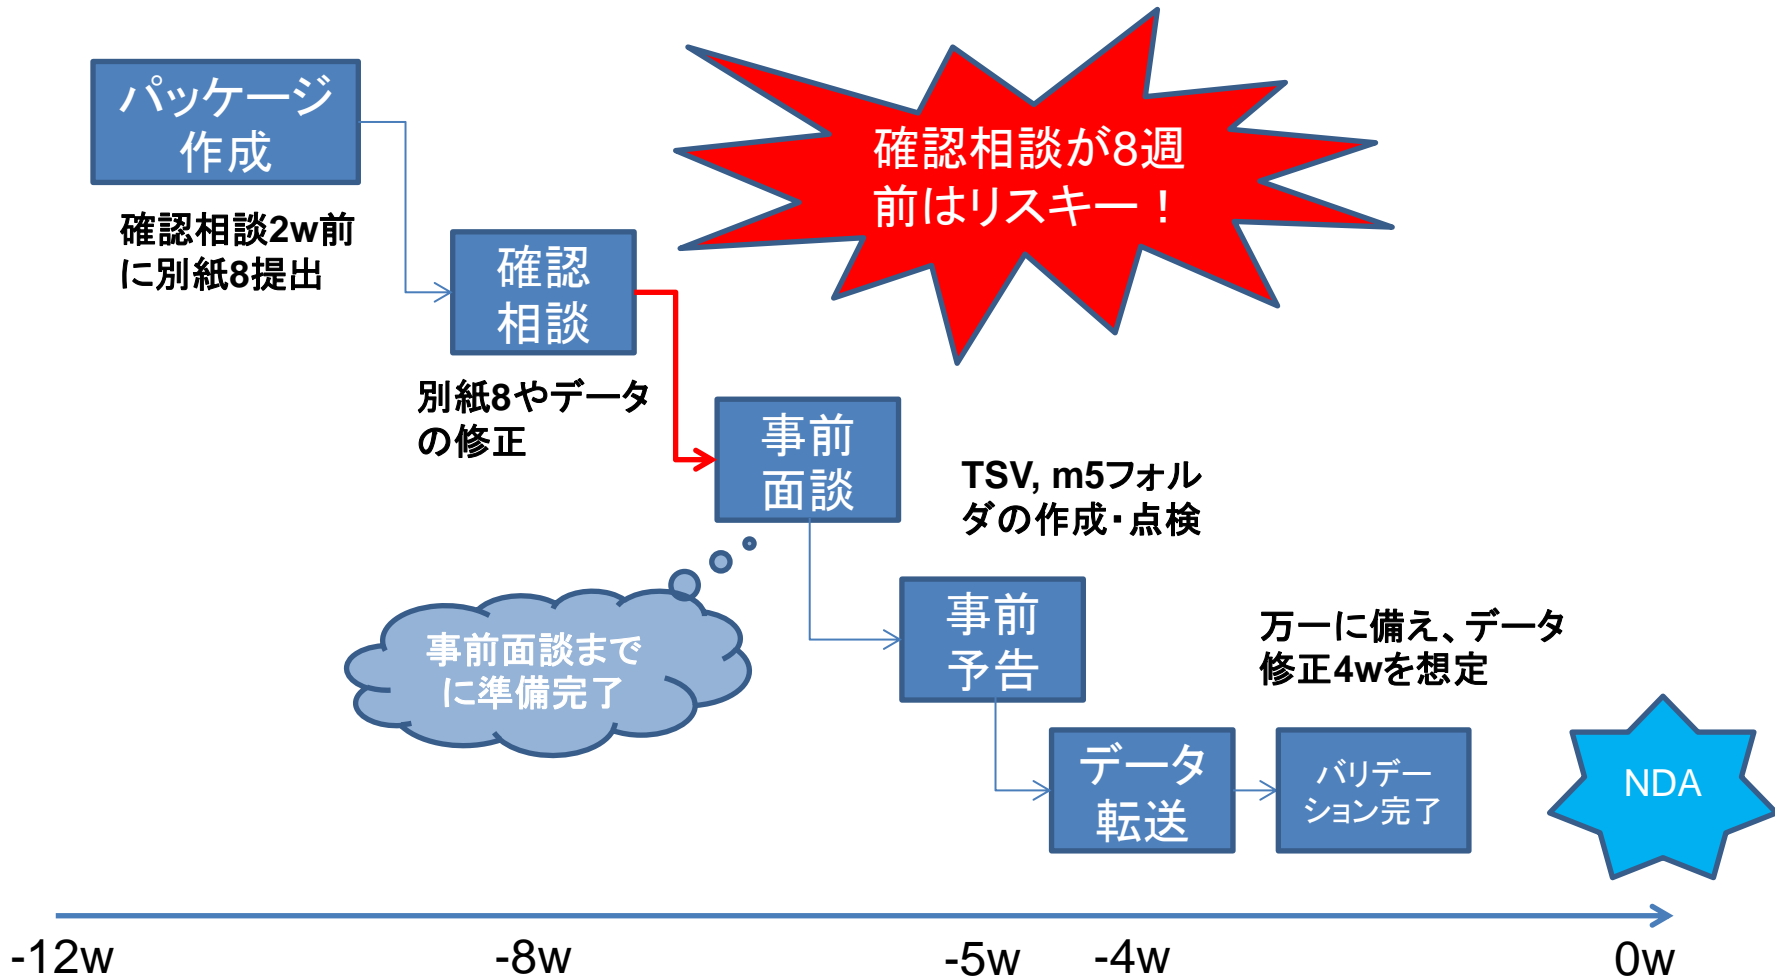 パッケージ
作成
確認相談が8週
前はリスキー！
確認相談2w前
に別紙8提出
確認
相談
別紙8やデータ
の修正
事前
面談
TSV, m5フォル
ダの作成・点検
事前面談まで
に準備完了
事前
予告
万一に備え、データ
修正4wを想定
データ
転送
バリデー
ション完了
NDA
-12w
-8w
-5w
-4w
0w